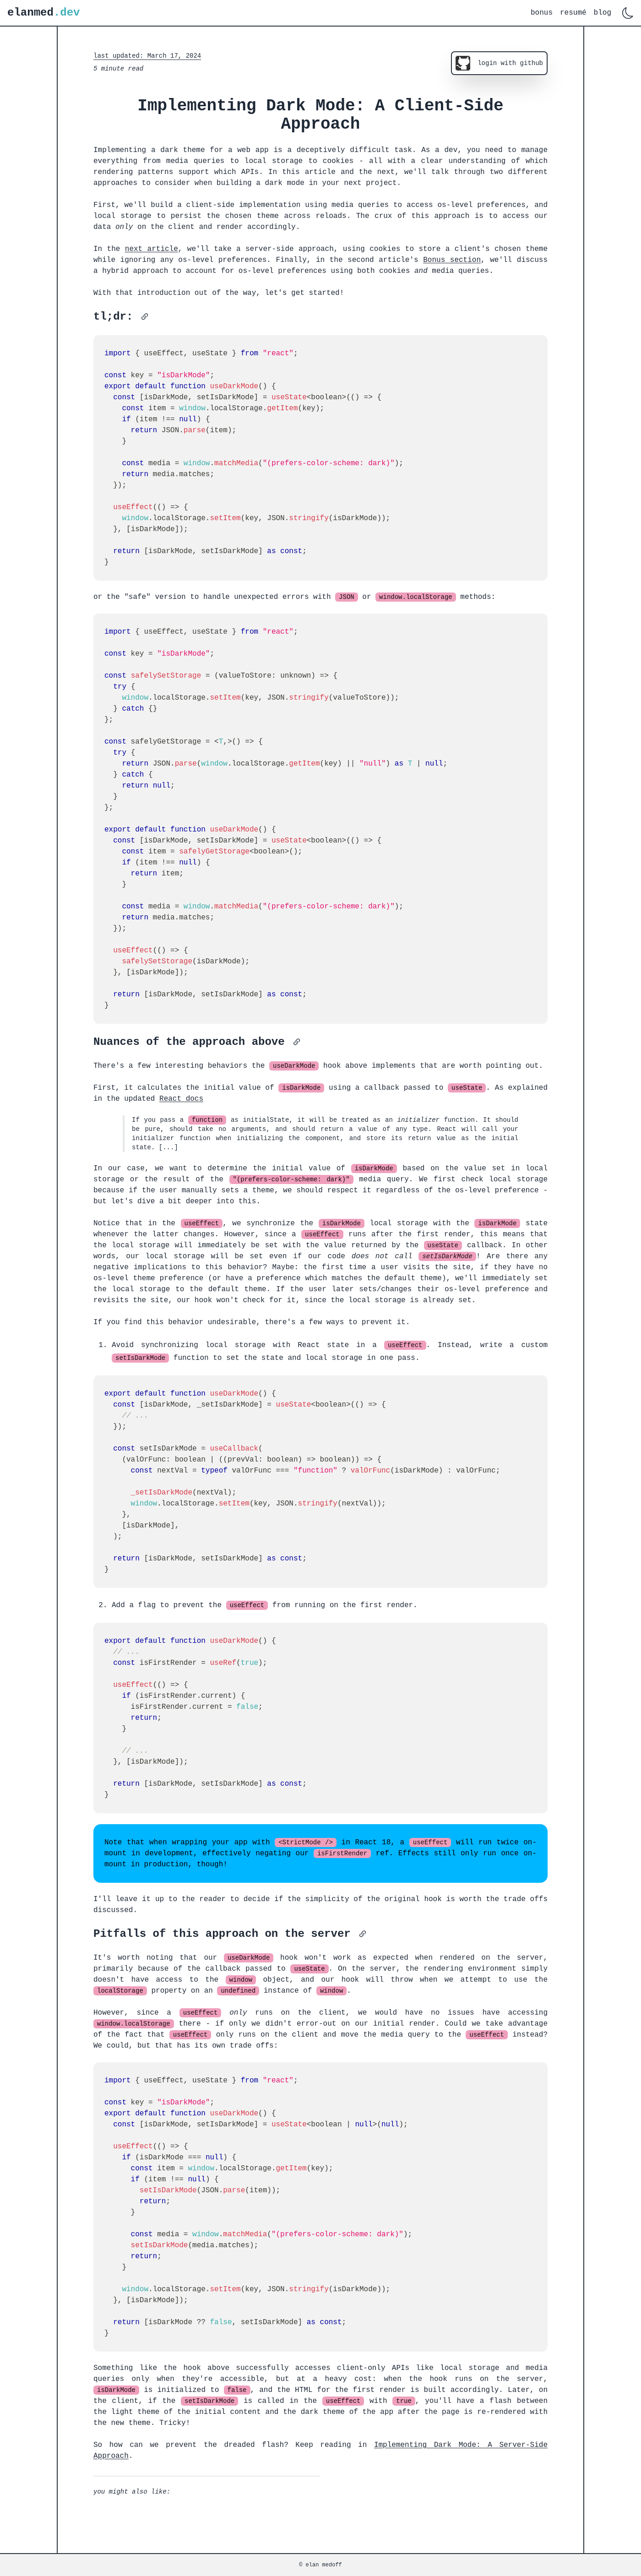 elanmed.dev
bonus resumé blog
last updated: March 17, 2024
5 minute read
login with github
Implementing Dark Mode: A Client-Side
Approach
Implementing a dark theme for a web app is a deceptively difficult task. As a dev, you need to manage
everything from media queries to local storage to cookies - all with a clear understanding of which
rendering patterns support which APIs. In this article and the next, we'll talk through two different
approaches to consider when building a dark mode in your next project.
First, we'll build a client-side implementation using media queries to access os-level preferences, and
local storage to persist the chosen theme across reloads. The crux of this approach is to access our
data only on the client and render accordingly.
In the next article, we'll take a server-side approach, using cookies to store a client's chosen theme
while ignoring any os-level preferences. Finally, in the second article's Bonus section, we'll discuss
a hybrid approach to account for os-level preferences using both cookies and media queries.
With that introduction out of the way, let's get started!
tl;dr:
import { useEffect, useState } from "react";
const key = "isDarkMode";
export default function useDarkMode() {
const [isDarkMode, setIsDarkMode] = useState<boolean>(() => {
const item = window.localStorage.getItem(key);
if (item !== null) {
return JSON.parse(item);
}
const media = window.matchMedia("(prefers-color-scheme: dark)");
return media.matches;
});
useEffect(() => {
window.localStorage.setItem(key, JSON.stringify(isDarkMode));
}, [isDarkMode]);
return [isDarkMode, setIsDarkMode] as const;
}
or the "safe" version to handle unexpected errors with JSON or window.localStorage methods:
import { useEffect, useState } from "react";
const key = "isDarkMode";
const safelySetStorage = (valueToStore: unknown) => {
try {
window.localStorage.setItem(key, JSON.stringify(valueToStore));
} catch {}
};
const safelyGetStorage = <T,>() => {
try {
return JSON.parse(window.localStorage.getItem(key) || "null") as T | null;
} catch {
return null;
}
};
export default function useDarkMode() {
const [isDarkMode, setIsDarkMode] = useState<boolean>(() => {
const item = safelyGetStorage<boolean>();
if (item !== null) {
return item;
}
const media = window.matchMedia("(prefers-color-scheme: dark)");
return media.matches;
});
useEffect(() => {
safelySetStorage(isDarkMode);
}, [isDarkMode]);
return [isDarkMode, setIsDarkMode] as const;
}
Nuances of the approach above
There's a few interesting behaviors the useDarkMode hook above implements that are worth pointing out.
First, it calculates the initial value of isDarkMode using a callback passed to useState. As explained
in the updated React docs
If you pass a function as initialState, it will be treated as an initializer function. It should
be pure, should take no arguments, and should return a value of any type. React will call your
initializer function when initializing the component, and store its return value as the initial
state. [...]
In our case, we want to determine the initial value of isDarkMode based on the value set in local
storage or the result of the "(prefers-color-scheme: dark)" media query. We first check local storage
because if the user manually sets a theme, we should respect it regardless of the os-level preference -
but let's dive a bit deeper into this.
Notice that in the useEffect, we synchronize the isDarkMode local storage with the isDarkMode state
whenever the latter changes. However, since a useEffect runs after the first render, this means that
the local storage will immediately be set with the value returned by the useState callback. In other
words, our local storage will be set even if our code does not call setIsDarkMode! Are there any
negative implications to this behavior? Maybe: the first time a user visits the site, if they have no
os-level theme preference (or have a preference which matches the default theme), we'll immediately set
the local storage to the default theme. If the user later sets/changes their os-level preference and
revisits the site, our hook won't check for it, since the local storage is already set.
If you find this behavior undesirable, there's a few ways to prevent it.
1. Avoid synchronizing local storage with React state in a useEffect. Instead, write a custom
setIsDarkMode function to set the state and local storage in one pass.
export default function useDarkMode() {
const [isDarkMode, _setIsDarkMode] = useState<boolean>(() => {
// ...
});
const setIsDarkMode = useCallback(
(valOrFunc: boolean | ((prevVal: boolean) => boolean)) => {
const nextVal = typeof valOrFunc === "function" ? valOrFunc(isDarkMode) : valOrFunc;
_setIsDarkMode(nextVal);
window.localStorage.setItem(key, JSON.stringify(nextVal));
},
[isDarkMode],
);
return [isDarkMode, setIsDarkMode] as const;
}
2. Add a flag to prevent the useEffect from running on the first render.
export default function useDarkMode() {
// ...
const isFirstRender = useRef(true);
useEffect(() => {
if (isFirstRender.current) {
isFirstRender.current = false;
return;
}
// ...
}, [isDarkMode]);
return [isDarkMode, setIsDarkMode] as const;
}
Note that when wrapping your app with <StrictMode /> in React 18, a useEffect will run twice on-
mount in development, effectively negating our isFirstRender ref. Effects still only run once on-
mount in production, though!
I'll leave it up to the reader to decide if the simplicity of the original hook is worth the trade offs
discussed.
Pitfalls of this approach on the server
It's worth noting that our useDarkMode hook won't work as expected when rendered on the server,
primarily because of the callback passed to useState. On the server, the rendering environment simply
doesn't have access to the window object, and our hook will throw when we attempt to use the
localStorage property on an undefined instance of window.
However, since a useEffect only runs on the client, we would have no issues have accessing
window.localStorage there - if only we didn't error-out on our initial render. Could we take advantage
of the fact that useEffect only runs on the client and move the media query to the useEffect instead?
We could, but that has its own trade offs:
import { useEffect, useState } from "react";
const key = "isDarkMode";
export default function useDarkMode() {
const [isDarkMode, setIsDarkMode] = useState<boolean | null>(null);
useEffect(() => {
if (isDarkMode === null) {
const item = window.localStorage.getItem(key);
if (item !== null) {
setIsDarkMode(JSON.parse(item));
return;
}
const media = window.matchMedia("(prefers-color-scheme: dark)");
setIsDarkMode(media.matches);
return;
}
window.localStorage.setItem(key, JSON.stringify(isDarkMode));
}, [isDarkMode]);
return [isDarkMode ?? false, setIsDarkMode] as const;
}
Something like the hook above successfully accesses client-only APIs like local storage and media
queries only when they're accessible, but at a heavy cost: when the hook runs on the server,
isDarkMode is initialized to false, and the HTML for the first render is built accordingly. Later, on
the client, if the setIsDarkMode is called in the useEffect with true, you'll have a flash between
the light theme of the initial content and the dark theme of the app after the page is re-rendered with
the new theme. Tricky!
So how can we prevent the dreaded flash? Keep reading in Implementing Dark Mode: A Server-Side
Approach.
you might also like:
© elan medoff